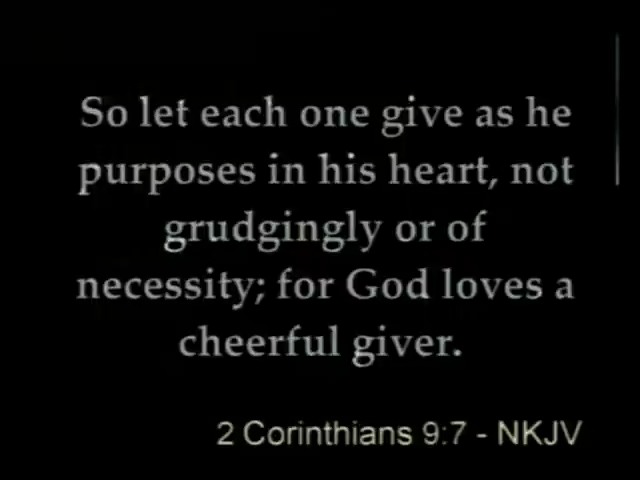 So let each one give as he
purposes in his heart, not
grudgingly or of
necessity; for God loves a
cheerful giver.
2 Corinthians 9:7 - NKJV